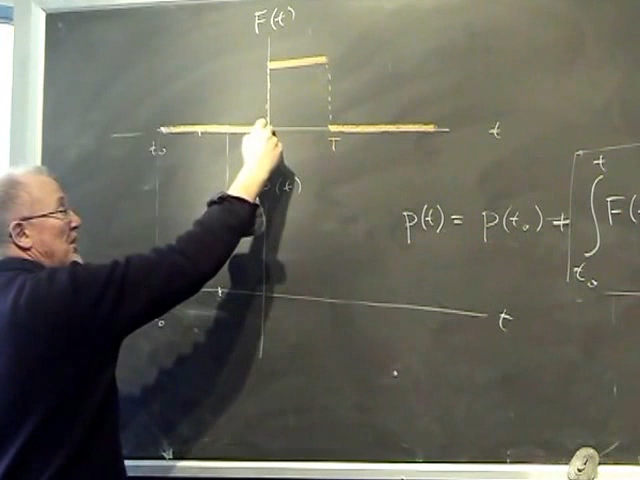 F(t)
t
t₀ T
(t)
p(t) = p(t₀) + ∫ t t₀ F(
t